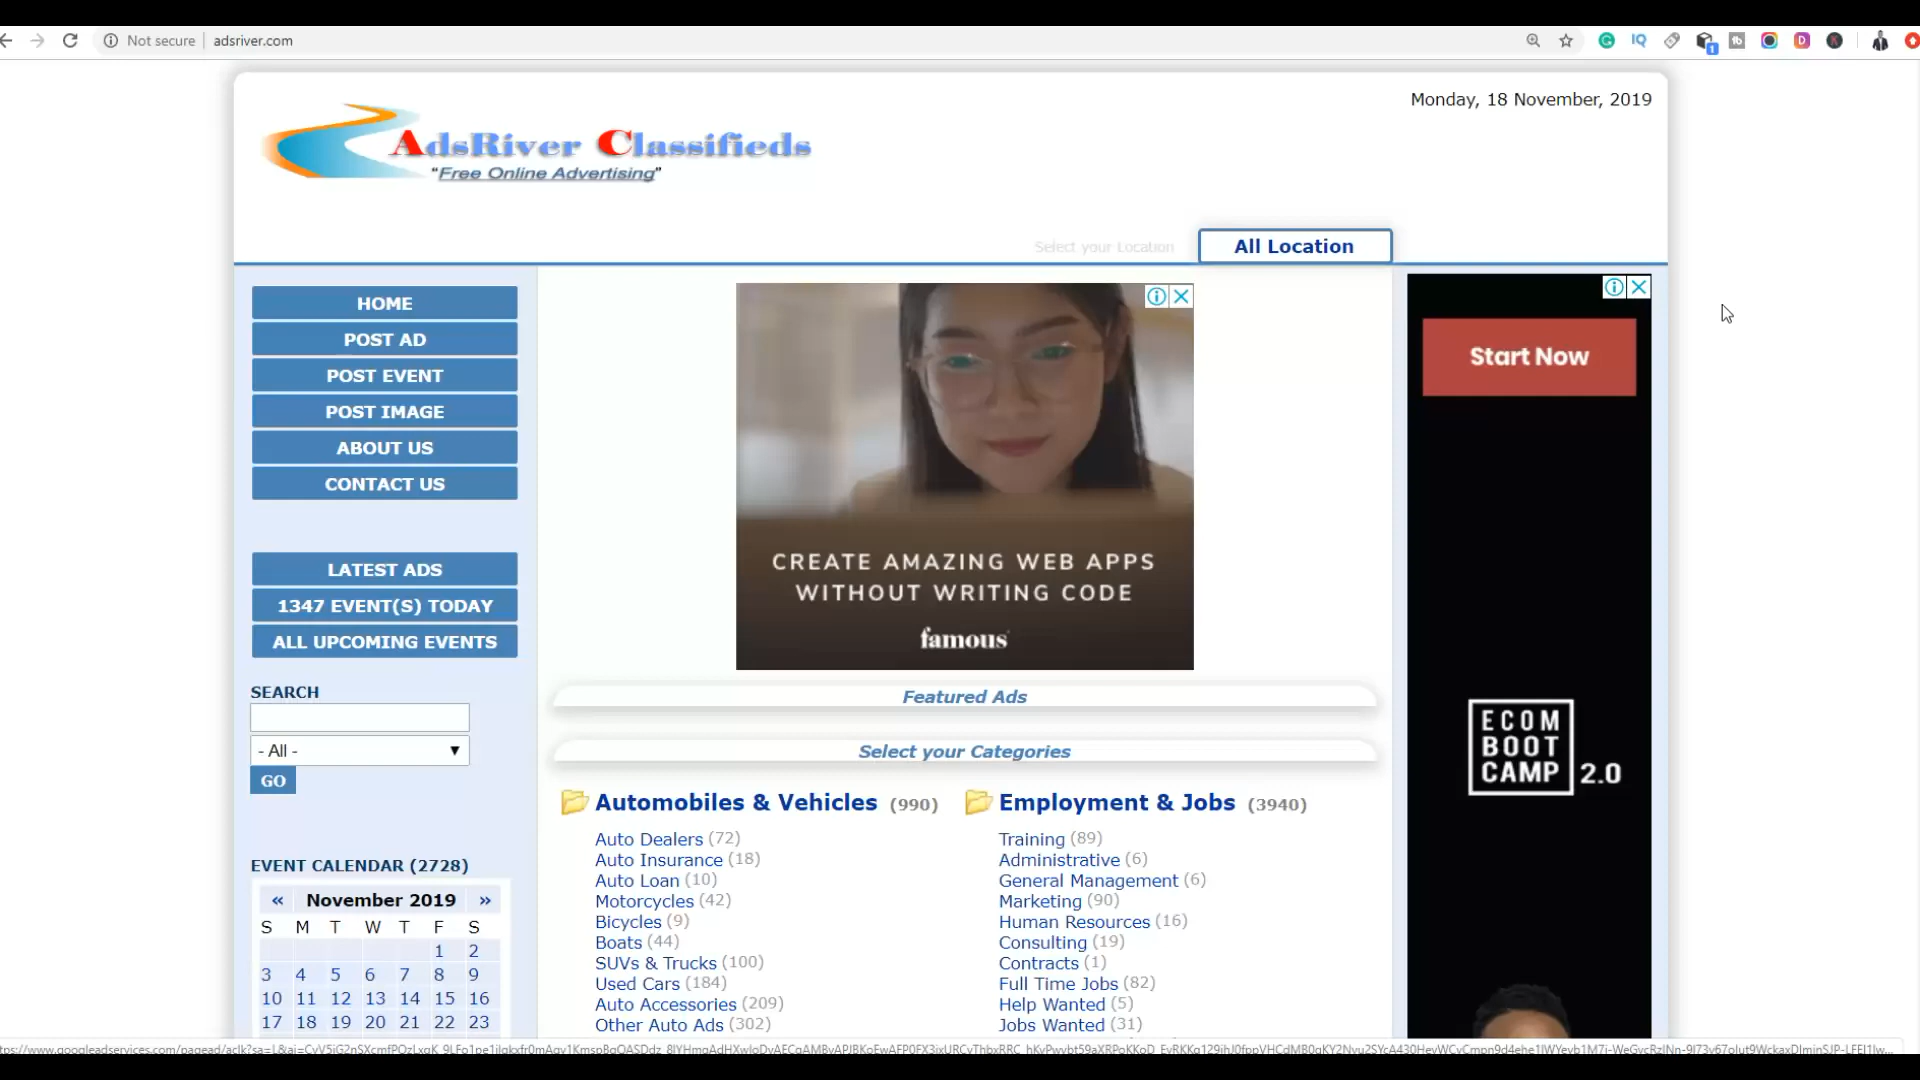 Not secure
adsriver.com
Monday, 18 November, 2019
AdsRiver Classifieds
"Free Online Advertising"
Select your Location
All Location
HOME
POST AD
POST EVENT
POST IMAGE
ABOUT US
CONTACT US
LATEST ADS
1347 EVENT(S) TODAY
ALL UPCOMING EVENTS
SEARCH
- All -
GO
EVENT CALENDAR (2728)
« November 2019 »
S M T W T F S
1 2
3 4 5 6 7 8 9
10 11 12 13 14 15 16
17 18 19 20 21 22 23
CREATE AMAZING WEB APPS
WITHOUT WRITING CODE
famous
Featured Ads
Select your Categories
Automobiles & Vehicles (990)
Auto Dealers (72)
Auto Insurance (18)
Auto Loan (10)
Motorcycles (42)
Bicycles (9)
Boats (44)
SUVs & Trucks (100)
Used Cars (184)
Auto Accessories (209)
Other Auto Ads (302)
Employment & Jobs (3940)
Training (89)
Administrative (6)
General Management (6)
Marketing (90)
Human Resources (16)
Consulting (19)
Contracts (1)
Full Time Jobs (82)
Help Wanted (5)
Jobs Wanted (31)
Start Now
ECOM
BOOT
CAMP 2.0